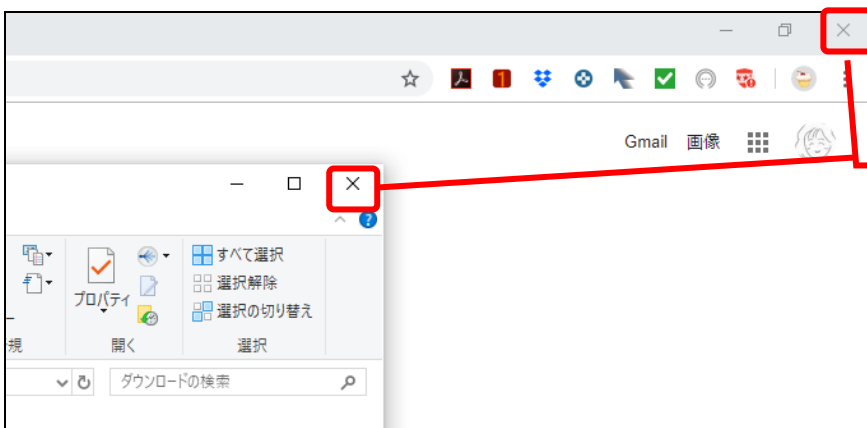 Gmail 画像
すべて選択
選択解除
選択の切り替え
プロパティ
規
開く
選択
ダウンロードの検索